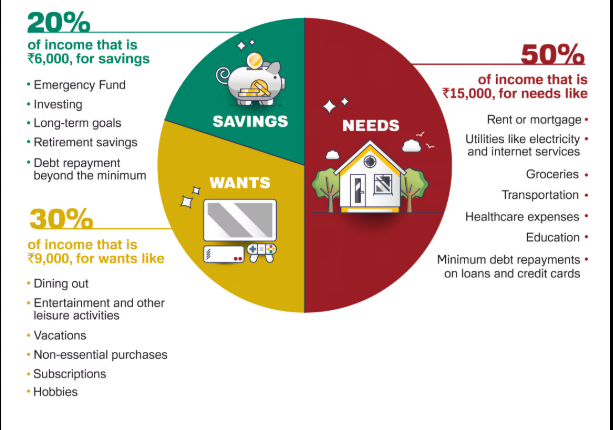 20%
of income that is
₹6,000, for savings
• Emergency Fund
• Investing
• Long-term goals
• Retirement savings
• Debt repayment
beyond the minimum
30%
of income that is
₹9,000, for wants like
• Dining out
• Entertainment and other
leisure activities
• Vacations
• Non-essential purchases
• Subscriptions
• Hobbies
SAVINGS
WANTS
NEEDS
50%
of income that is
₹15,000, for needs like
Rent or mortgage •
Utilities like electricity •
and internet services
Groceries •
Transportation •
Healthcare expenses •
Education •
Minimum debt repayments •
on loans and credit cards